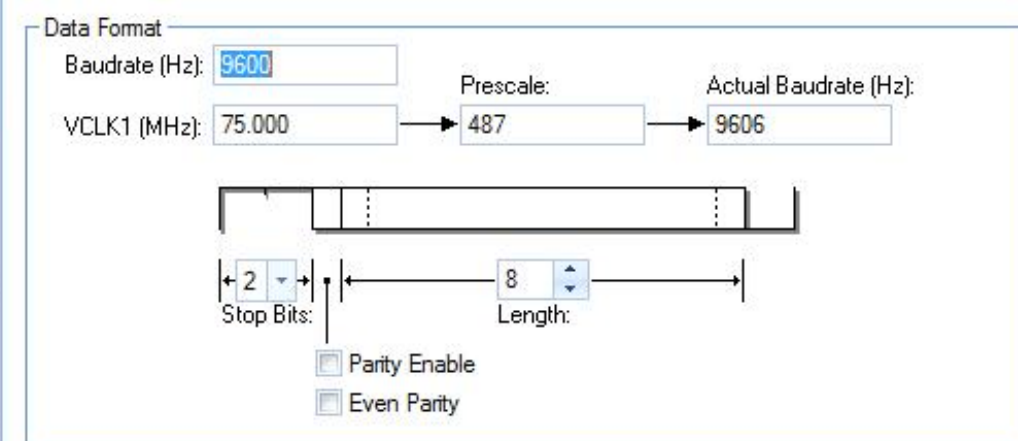 Data Format
Baudrate (Hz): 9600
Prescale: Actual Baudrate (Hz):
VCLK1 (MHz): 75.000 487 9606
2 8
Stop Bits: Length:
Parity Enable
Even Parity